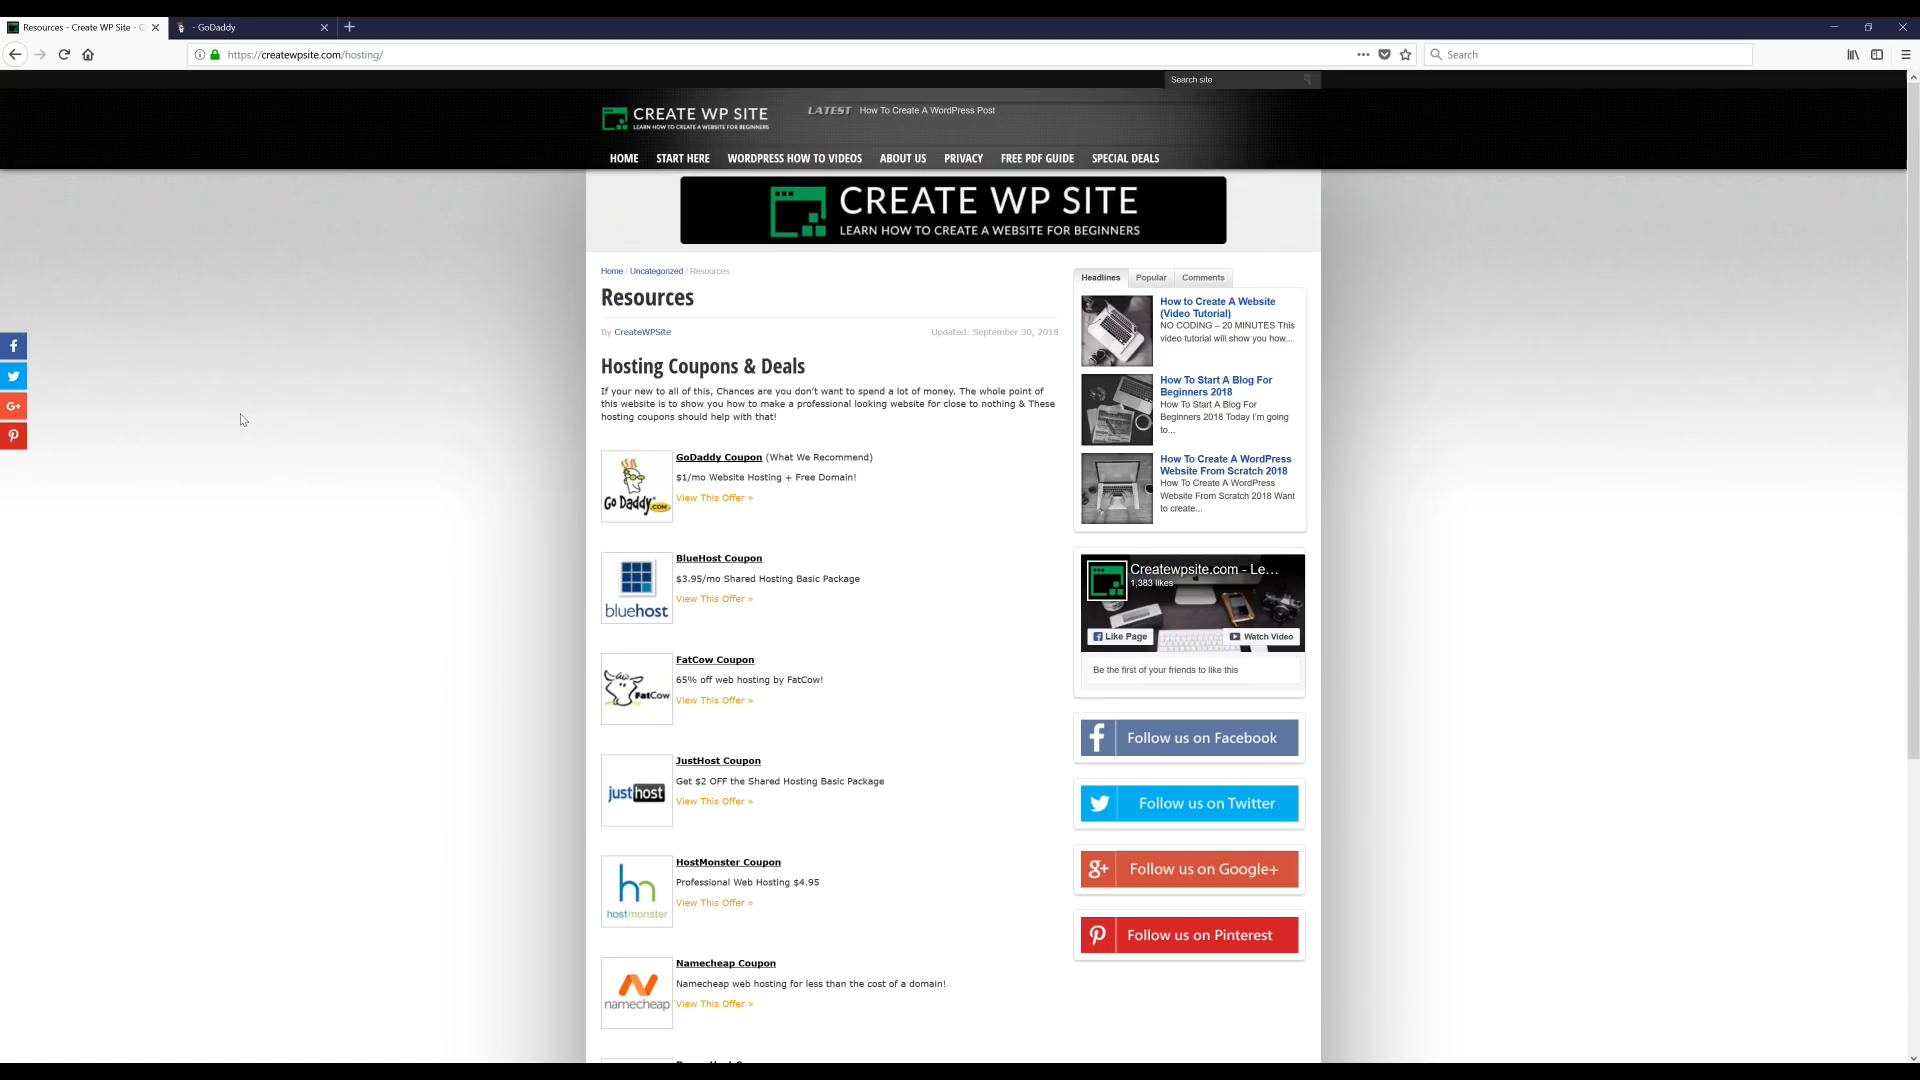 Resources - Create WP Site - C
- GoDaddy
https://createwpsite.com/hosting/
Search
Search site
CREATE WP SITE
LEARN HOW TO CREATE A WEBSITE FOR BEGINNERS
LATEST How To Create A WordPress Post
HOME START HERE WORDPRESS HOW TO VIDEOS ABOUT US PRIVACY FREE PDF GUIDE SPECIAL DEALS
CREATE WP SITE
LEARN HOW TO CREATE A WEBSITE FOR BEGINNERS
Home / Uncategorized / Resources
Resources
By CreateWPSite Updated: September 30, 2018
Hosting Coupons & Deals
If your new to all of this, Chances are you don't want to spend a lot of money. The whole point of
this website is to show you how to make a professional looking website for close to nothing & These
hosting coupons should help with that!
Go Daddy.COM
GoDaddy Coupon (What We Recommend)
$1/mo Website Hosting + Free Domain!
View This Offer »
bluehost
BlueHost Coupon
$3.95/mo Shared Hosting Basic Package
View This Offer »
FatCow
FatCow Coupon
65% off web hosting by FatCow!
View This Offer »
justhost
JustHost Coupon
Get $2 OFF the Shared Hosting Basic Package
View This Offer »
hn
hostmonster
HostMonster Coupon
Professional Web Hosting $4.95
View This Offer »
namecheap
Namecheap Coupon
Namecheap web hosting for less than the cost of a domain!
View This Offer »
Headlines Popular Comments
How to Create A Website
(Video Tutorial)
NO CODING – 20 MINUTES This
video tutorial will show you how...
How To Start A Blog For
Beginners 2018
How To Start A Blog For
Beginners 2018 Today I'm going
to...
How To Create A WordPress
Website From Scratch 2018
How To Create A WordPress
Website From Scratch 2018 Want
to create...
Createwpsite.com - Le...
1,383 likes
Like Page
Watch Video
Be the first of your friends to like this
Follow us on Facebook
Follow us on Twitter
g+ Follow us on Google+
Follow us on Pinterest